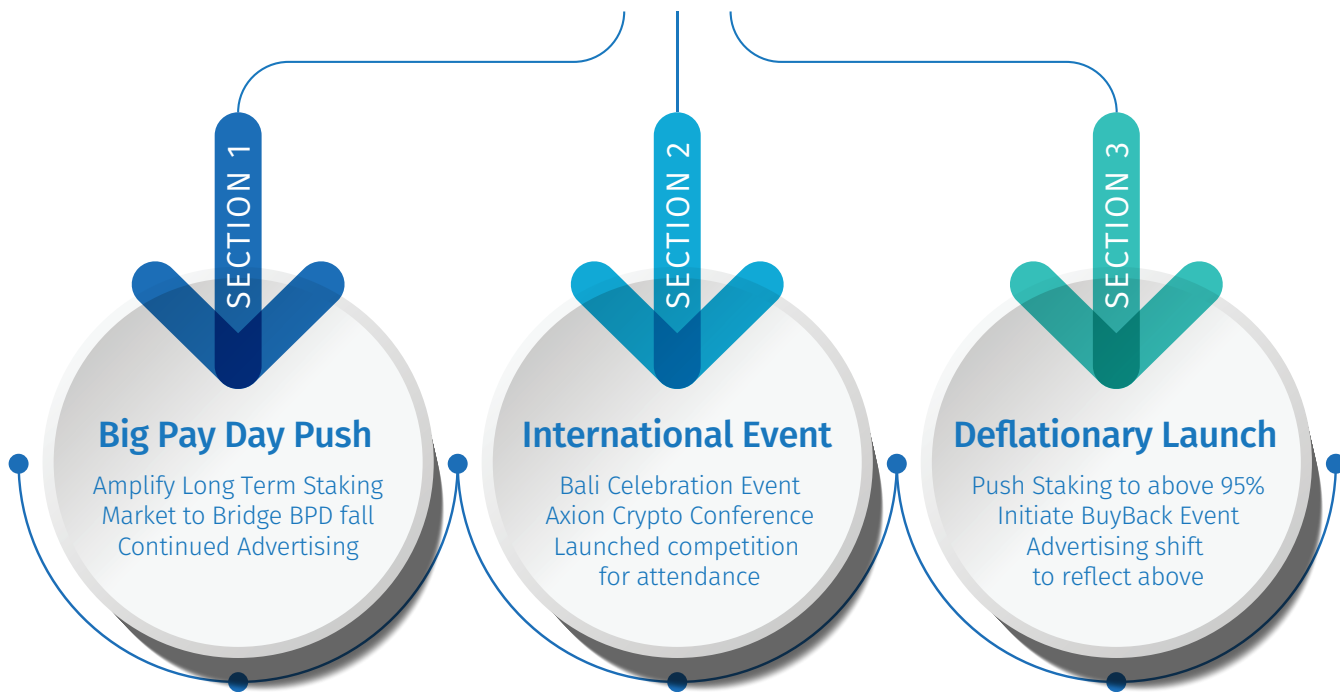 SECTION 1
Big Pay Day Push
Amplify Long Term Staking
Market to Bridge BPD fall
Continued Advertising
SECTION 2
International Event
Bali Celebration Event
Axion Crypto Conference
Launched competition
for attendance
SECTION 3
Deflationary Launch
Push Staking to above 95%
Initiate BuyBack Event
Advertising shift
to reflect above